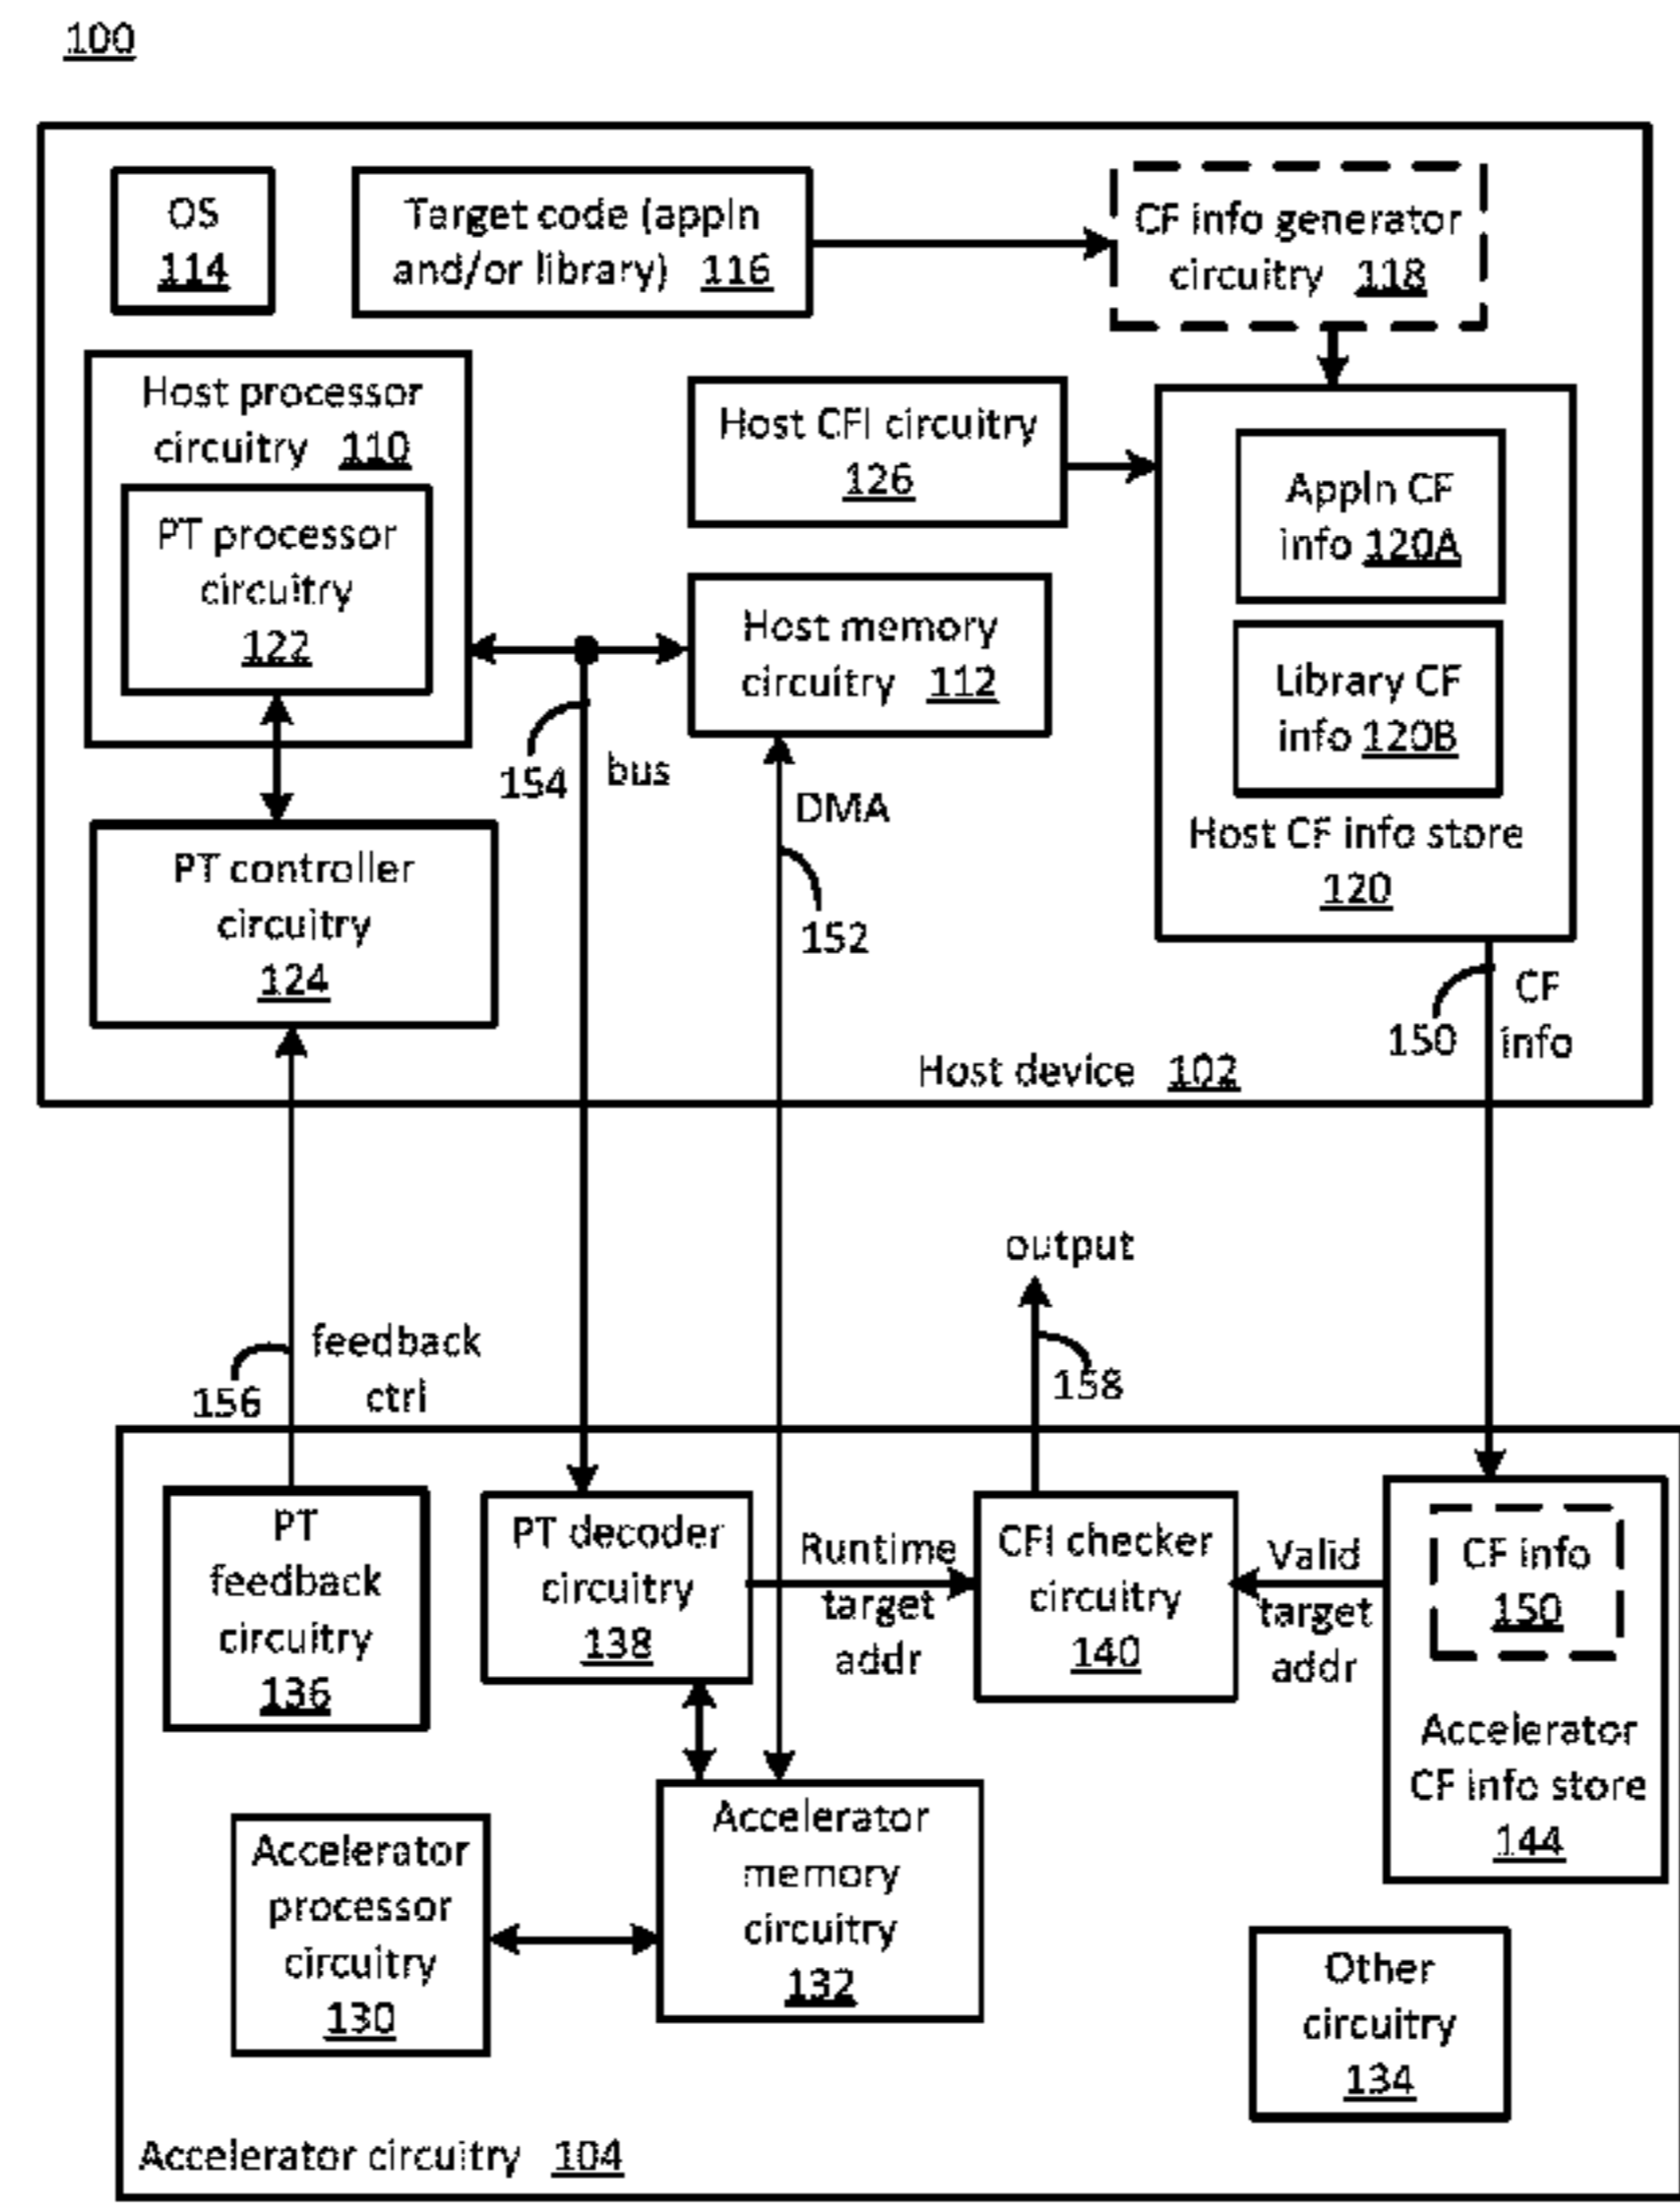 100
OS
114
Target code (appln
and/or library) 116
CF info generator
circuitry 118
Host processor
circuitry 110
PT processor
circuitry
122
Host CFI circuitry
126
Appln CF
info 120A
Library CF
info 120B
Host CF info store
120
Host memory
circuitry 112
154
bus
DMA
152
PT controller
circuitry
124
150
CF
info
Host device 102
output
158
feedback
ctrl
156
PT
feedback
circuitry
136
PT decoder
circuitry
138
Runtime
target
addr
CFI checker
circuitry
140
Valid
target
addr
CF info
150
Accelerator
CF info store
144
Accelerator
processor
circuitry
130
Accelerator
memory
circuitry
132
Other
circuitry
134
Accelerator circuitry 104